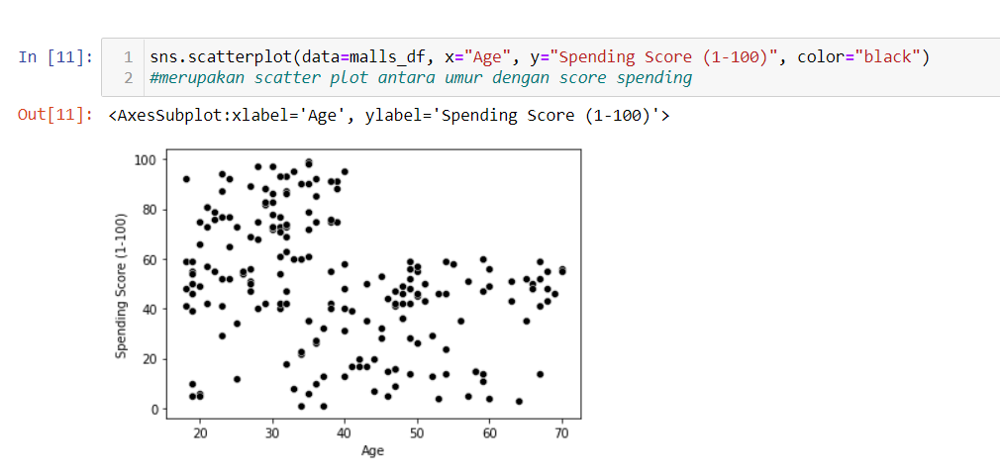 In [11]: 1 sns.scatterplot(data=malls_df, x="Age", y="Spending Score (1-100)", color="black")
2 #merupakan scatter plot antara umur dengan score spending
Out[11]: <AxesSubplot:xlabel='Age', ylabel='Spending Score (1-100)'>
Spending Score (1-100)
100
80
60
40
20
0
20 30 40 50 60 70
Age